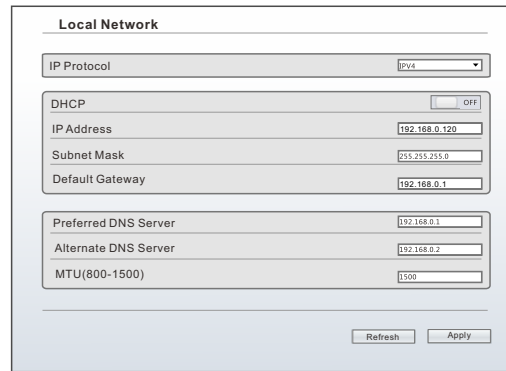 Local Network
IP Protocol IPV4
DHCP OFF
IP Address 192.168.0.120
Subnet Mask 255.255.255.0
Default Gateway 192.168.0.1
Preferred DNS Server 192.168.0.1
Alternate DNS Server 192.168.0.2
MTU(800-1500) 1500
Refresh Apply